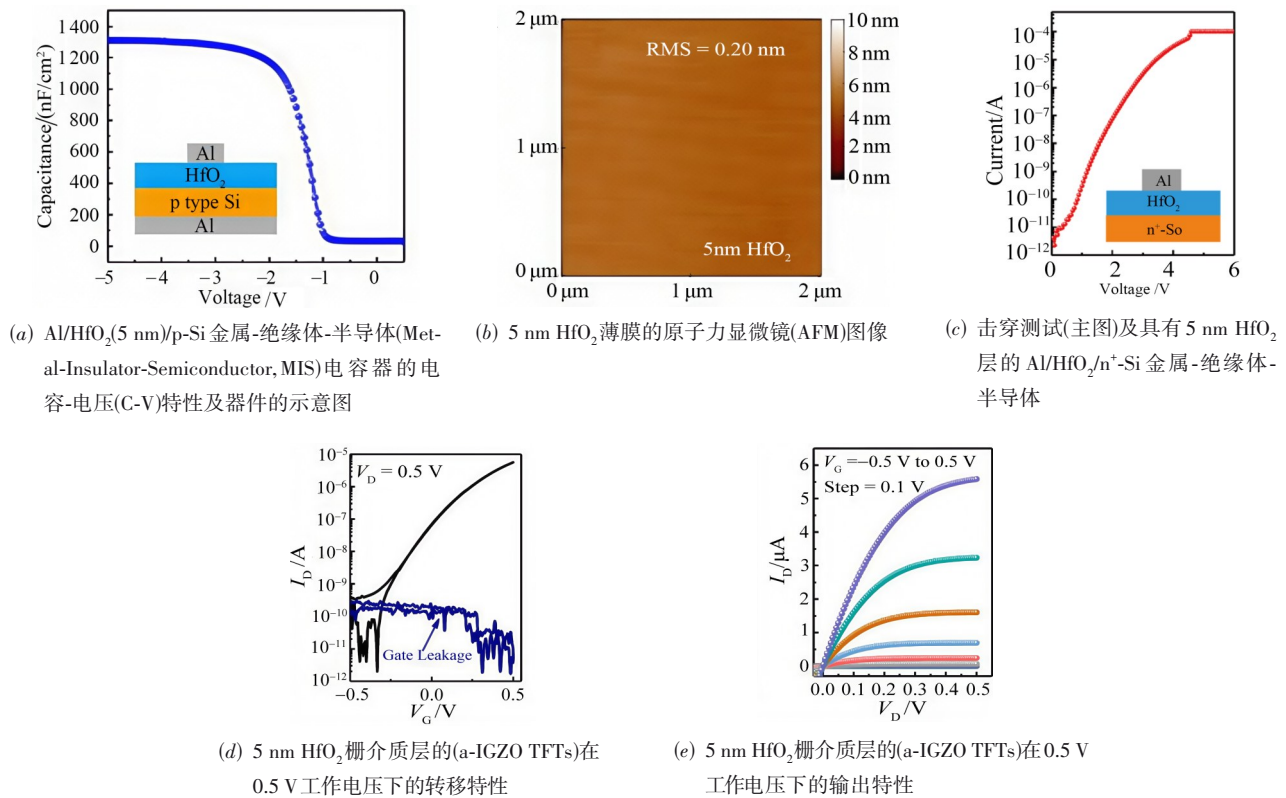 1400
1200
1000
800
600
400
200
0
Capacitance/(nF/cm²)
Al
HfO₂
p type Si
Al
-5 -4 -3 -2 -1 0
Voltage /V
(a) Al/HfO₂(5 nm)/p-Si 金属-绝缘体-半导体(Met-
al-Insulator-Semiconductor, MIS)电容器的电
容-电压(C-V)特性及器件的示意图
2 μm
1 μm
0 μm
RMS = 0.20 nm
5nm HfO₂
0 μm 1 μm 2 μm
10 nm
8 nm
6 nm
4 nm
2 nm
0 nm
(b) 5 nm HfO₂薄膜的原子力显微镜(AFM)图像
10⁻³
10⁻⁴
10⁻⁵
10⁻⁶
10⁻⁷
10⁻⁸
10⁻⁹
10⁻¹⁰
10⁻¹¹
10⁻¹²
Current/A
Al
HfO₂
n⁺-So
0 2 4 6
Voltage /V
(c) 击穿测试(主图)及具有5 nm HfO₂
层的 Al/HfO₂/n⁺-Si 金属-绝缘体-
半导体
10⁻⁵
10⁻⁶
10⁻⁷
10⁻⁸
10⁻⁹
10⁻¹⁰
10⁻¹¹
10⁻¹²
I_D/A
V_D = 0.5 V
Gate Leakage
-0.5 0.0 0.5
V_G/V
(d) 5 nm HfO₂栅介质层的(a-IGZO TFTs)在
0.5 V工作电压下的转移特性
6
5
4
3
2
1
0
I_D/μA
V_G =-0.5 V to 0.5 V
Step = 0.1 V
0.0 0.1 0.2 0.3 0.4 0.5
V_D/V
(e) 5 nm HfO₂栅介质层的(a-IGZO TFTs)在0.5 V
工作电压下的输出特性